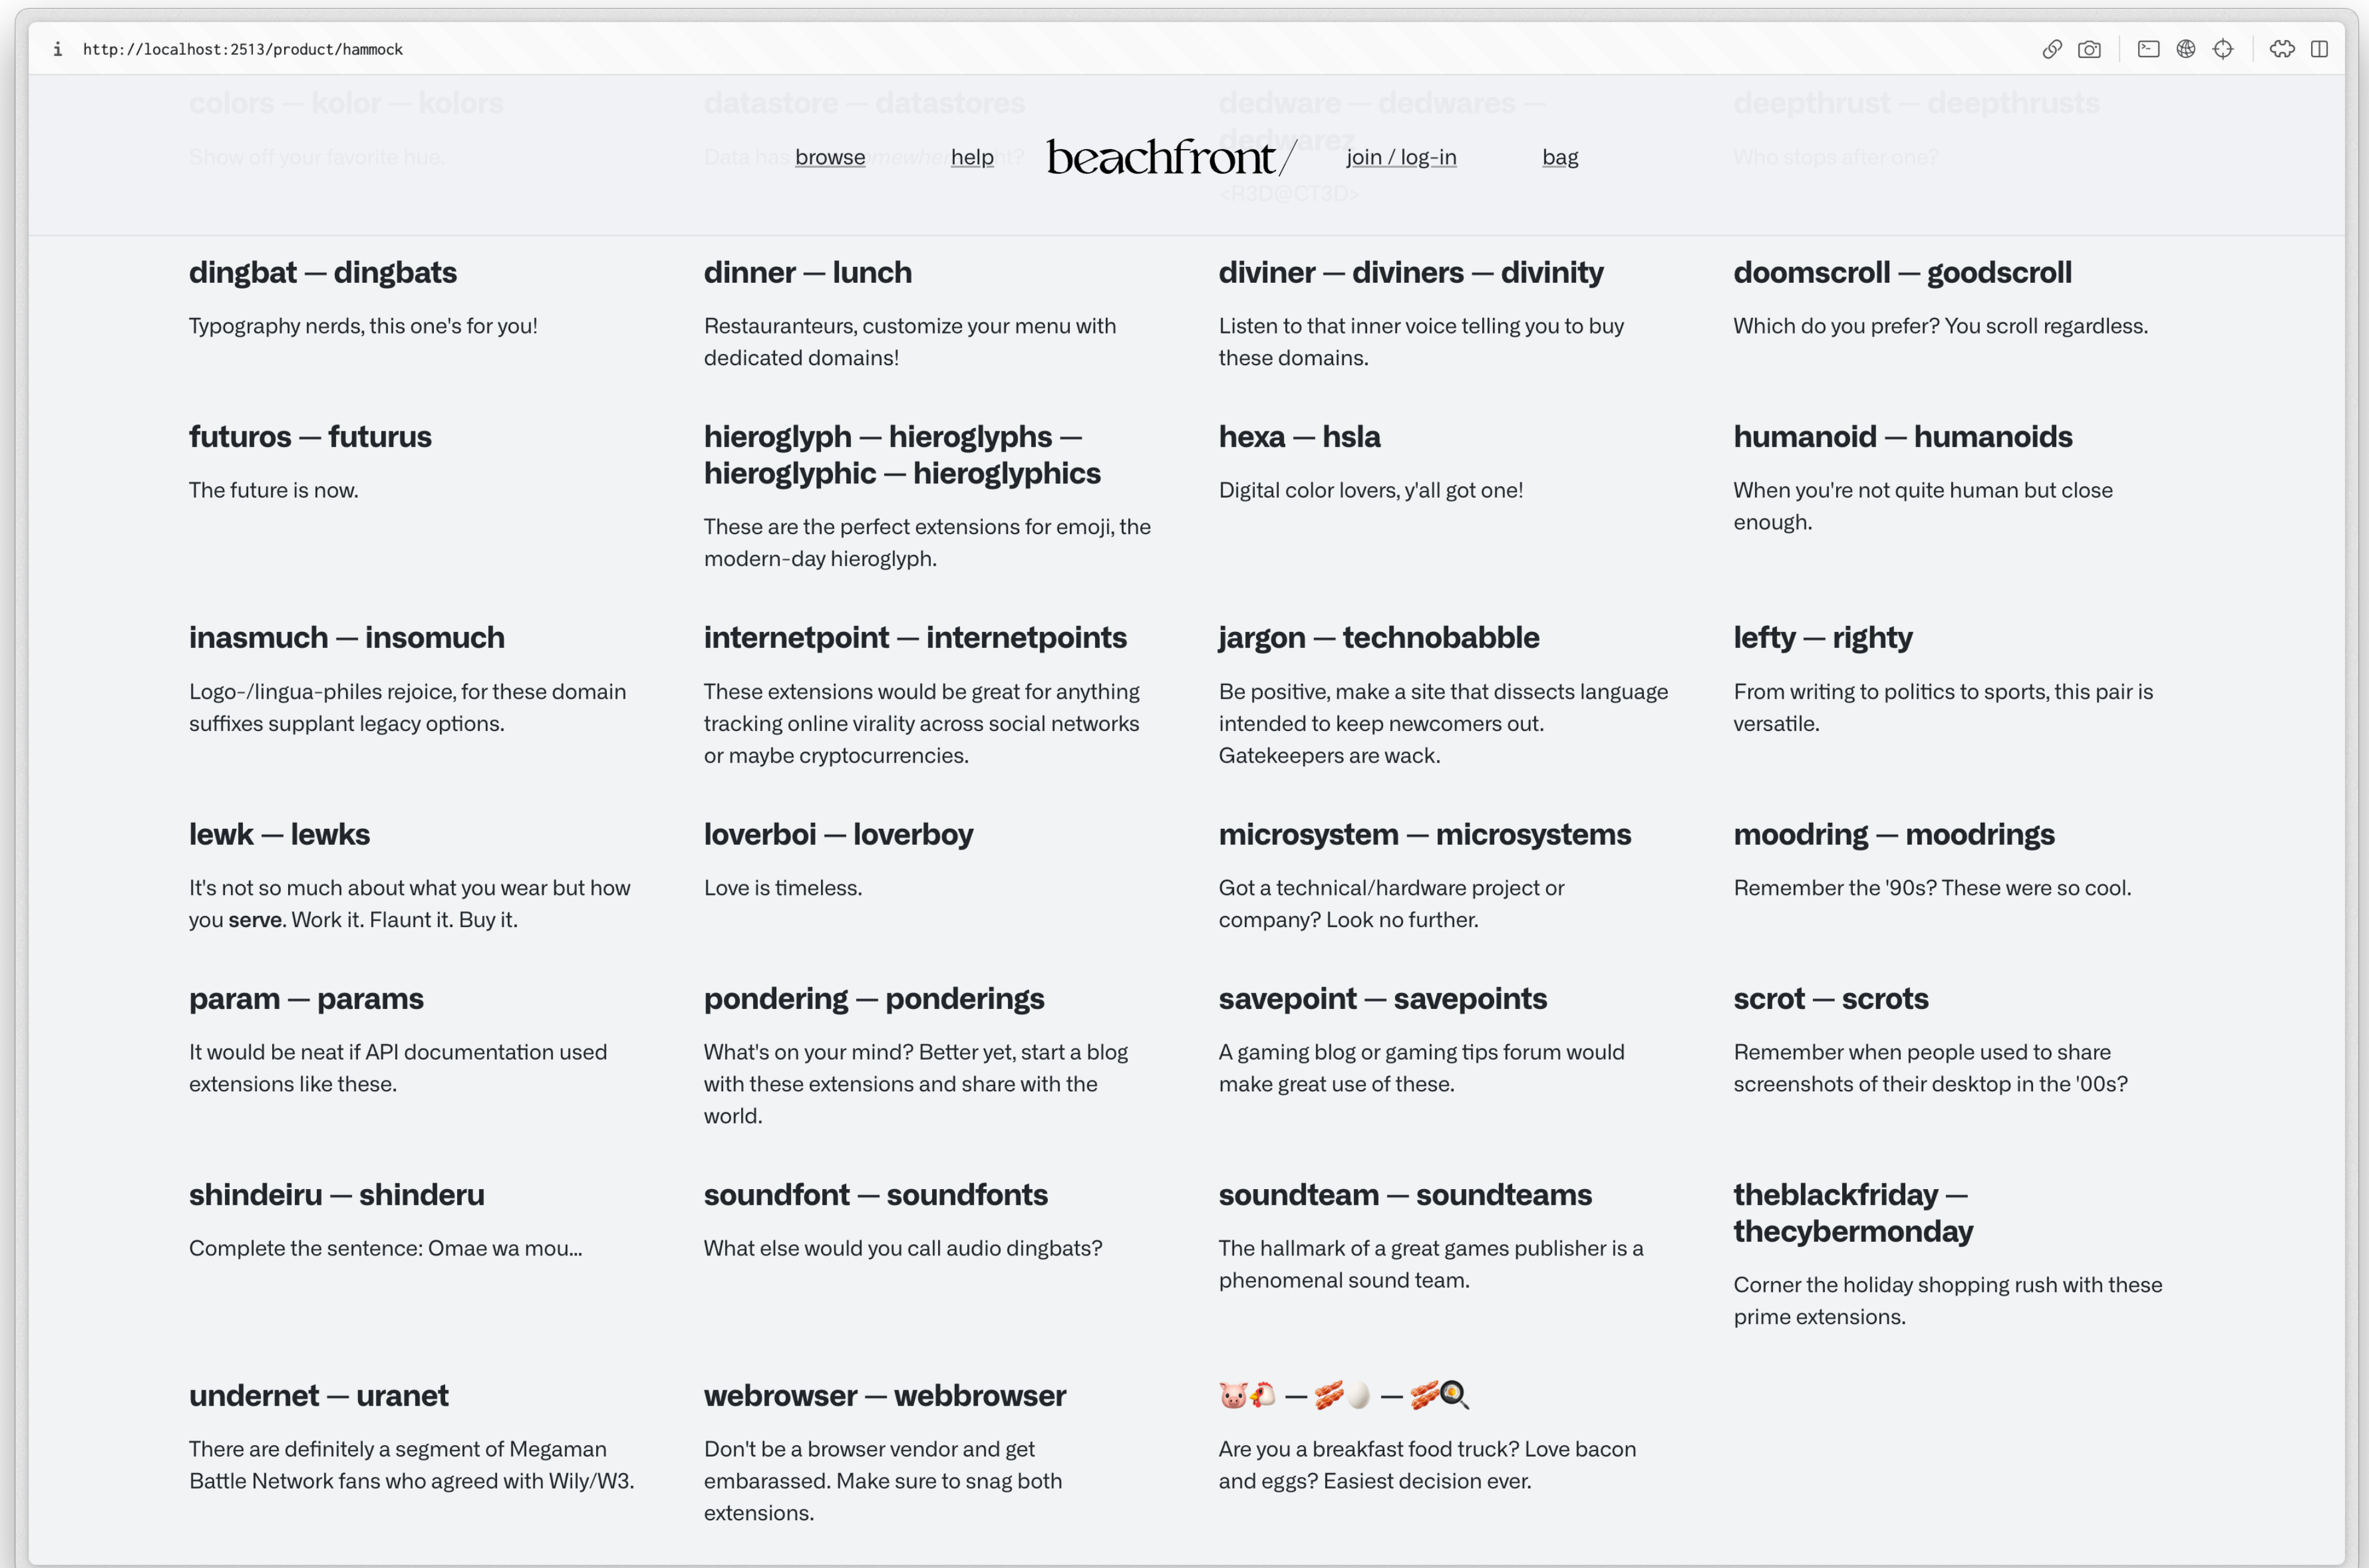 i http://localhost:2513/product/hammock
colors — kolor — kolors
Show off your favorite hue.
datastore — datastores
Data has
dedware — dedwares —
dedwarez
<R3D@CT3D>
deepthrust — deepthrusts
Who stops after one?
browse
help
beachfront/
join / log-in
bag
dingbat — dingbats
Typography nerds, this one's for you!
dinner — lunch
Restauranteurs, customize your menu with
dedicated domains!
diviner — diviners — divinity
Listen to that inner voice telling you to buy
these domains.
doomscroll — goodscroll
Which do you prefer? You scroll regardless.
futuros — futurus
The future is now.
hieroglyph — hieroglyphs —
hieroglyphic — hieroglyphics
These are the perfect extensions for emoji, the
modern-day hieroglyph.
hexa — hsla
Digital color lovers, y'all got one!
humanoid — humanoids
When you're not quite human but close
enough.
inasmuch — insomuch
Logo-/lingua-philes rejoice, for these domain
suffixes supplant legacy options.
internetpoint — internetpoints
These extensions would be great for anything
tracking online virality across social networks
or maybe cryptocurrencies.
jargon — technobabble
Be positive, make a site that dissects language
intended to keep newcomers out.
Gatekeepers are wack.
lefty — righty
From writing to politics to sports, this pair is
versatile.
lewk — lewks
It's not so much about what you wear but how
you serve. Work it. Flaunt it. Buy it.
loverboi — loverboy
Love is timeless.
microsystem — microsystems
Got a technical/hardware project or
company? Look no further.
moodring — moodrings
Remember the '90s? These were so cool.
param — params
It would be neat if API documentation used
extensions like these.
pondering — ponderings
What's on your mind? Better yet, start a blog
with these extensions and share with the
world.
savepoint — savepoints
A gaming blog or gaming tips forum would
make great use of these.
scrot — scrots
Remember when people used to share
screenshots of their desktop in the '00s?
shindeiru — shinderu
Complete the sentence: Omae wa mou...
soundfont — soundfonts
What else would you call audio dingbats?
soundteam — soundteams
The hallmark of a great games publisher is a
phenomenal sound team.
theblackfriday —
thecybermonday
Corner the holiday shopping rush with these
prime extensions.
undernet — uranet
There are definitely a segment of Megaman
Battle Network fans who agreed with Wily/W3.
webrowser — webbrowser
Don't be a browser vendor and get
embarassed. Make sure to snag both
extensions.
🐷🐔 — 🥓🥚 — 🥓🍳
Are you a breakfast food truck? Love bacon
and eggs? Easiest decision ever.